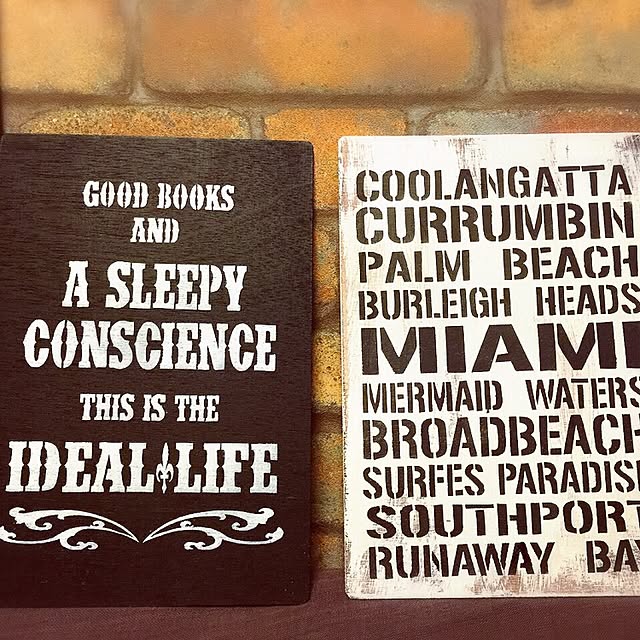 GOOD BOOKS
AND
A SLEEPY
CONSCIENCE
THIS IS THE
IDEAL LIFE
COOLANGATTA
CURRUMBIN
PALM BEACH
BURLEIGH HEADS
MIAMI
MERMAID WATERS
BROADBEACH
SURFES PARADISE
SOUTHPORT
RUNAWAY BA